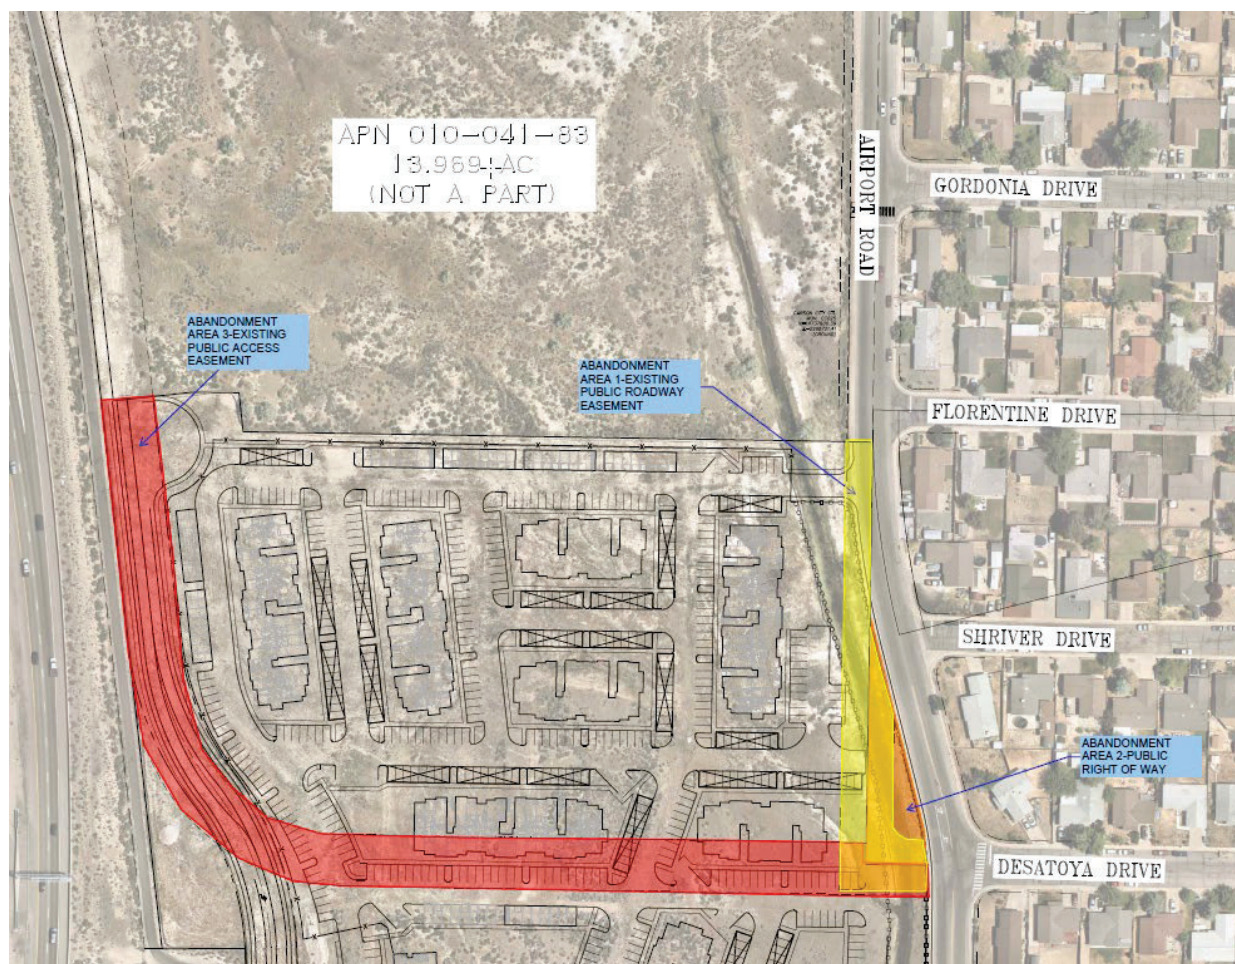 APN 010-041-83
13.969±AC
(NOT A PART)
AIRPORT ROAD
GORDONIA DRIVE
ABANDONMENT
AREA 3-EXISTING
PUBLIC ACCESS
EASEMENT
ABANDONMENT
AREA 1-EXISTING
PUBLIC ROADWAY
EASEMENT
FLORENTINE DRIVE
SHRIVER DRIVE
ABANDONMENT
AREA 2-PUBLIC
RIGHT OF WAY
DESATOYA DRIVE